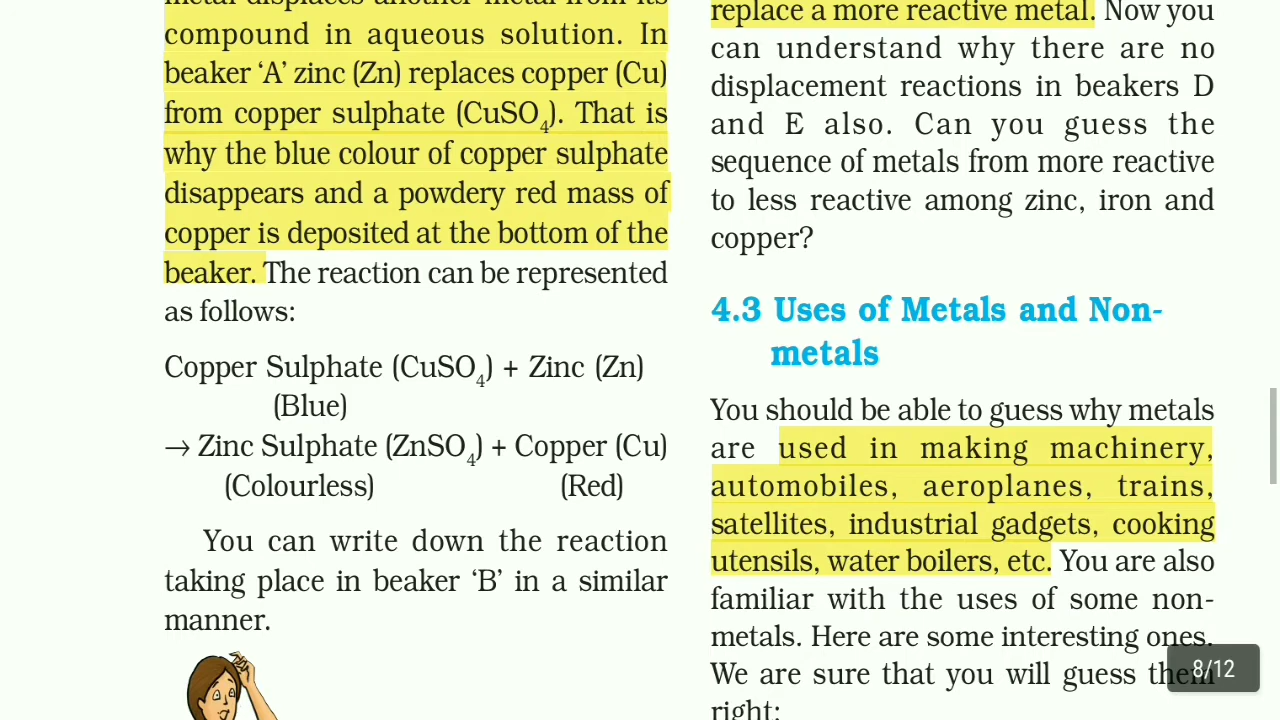 metal displaces another metal from its
compound in aqueous solution. In
beaker ‘A’ zinc (Zn) replaces copper (Cu)
from copper sulphate (CuSO4). That is
why the blue colour of copper sulphate
disappears and a powdery red mass of
copper is deposited at the bottom of the
beaker. The reaction can be represented
as follows:
Copper Sulphate (CuSO4) + Zinc (Zn)
(Blue)
→ Zinc Sulphate (ZnSO4) + Copper (Cu)
(Colourless) (Red)
You can write down the reaction
taking place in beaker ‘B’ in a similar
manner.
replace a more reactive metal. Now you
can understand why there are no
displacement reactions in beakers D
and E also. Can you guess the
sequence of metals from more reactive
to less reactive among zinc, iron and
copper?
4.3 Uses of Metals and Non-
metals
You should be able to guess why metals
are used in making machinery,
automobiles, aeroplanes, trains,
satellites, industrial gadgets, cooking
utensils, water boilers, etc. You are also
familiar with the uses of some non-
metals. Here are some interesting ones.
We are sure that you will guess them
right:
8/12